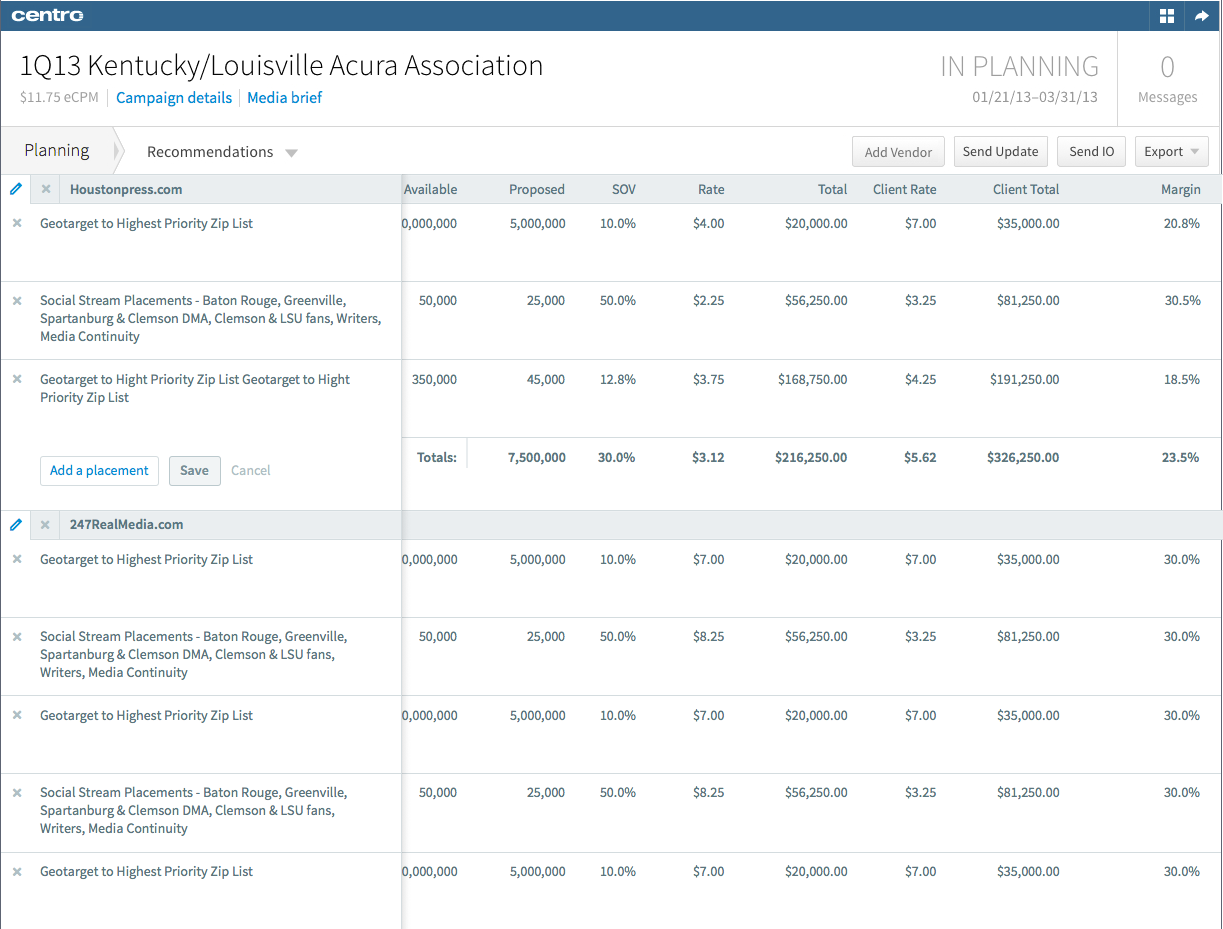 centro
1Q13 Kentucky/Louisville Acura Association
$11.75 eCPM Campaign details Media brief
IN PLANNING
01/21/13–03/31/13
0
Messages
Planning Recommendations Add Vendor Send Update Send IO Export
Houstonpress.com Available Proposed SOV Rate Total Client Rate Client Total Margin
Geotarget to Highest Priority Zip List 0,000,000 5,000,000 10.0% $4.00 $20,000.00 $7.00 $35,000.00 20.8%
Social Stream Placements - Baton Rouge, Greenville, 50,000 25,000 50.0% $2.25 $56,250.00 $3.25 $81,250.00 30.5%
Spartanburg & Clemson DMA, Clemson & LSU fans, Writers,
Media Continuity
Geotarget to Hight Priority Zip List Geotarget to Hight 350,000 45,000 12.8% $3.75 $168,750.00 $4.25 $191,250.00 18.5%
Priority Zip List
Totals: 7,500,000 30.0% $3.12 $216,250.00 $5.62 $326,250.00 23.5%
Add a placement Save Cancel
247RealMedia.com
Geotarget to Highest Priority Zip List 0,000,000 5,000,000 10.0% $7.00 $20,000.00 $7.00 $35,000.00 30.0%
Social Stream Placements - Baton Rouge, Greenville, 50,000 25,000 50.0% $8.25 $56,250.00 $3.25 $81,250.00 30.0%
Spartanburg & Clemson DMA, Clemson & LSU fans,
Writers, Media Continuity
Geotarget to Highest Priority Zip List 0,000,000 5,000,000 10.0% $7.00 $20,000.00 $7.00 $35,000.00 30.0%
Social Stream Placements - Baton Rouge, Greenville, 50,000 25,000 50.0% $8.25 $56,250.00 $3.25 $81,250.00 30.0%
Spartanburg & Clemson DMA, Clemson & LSU fans,
Writers, Media Continuity
Geotarget to Highest Priority Zip List 0,000,000 5,000,000 10.0% $7.00 $20,000.00 $7.00 $35,000.00 30.0%